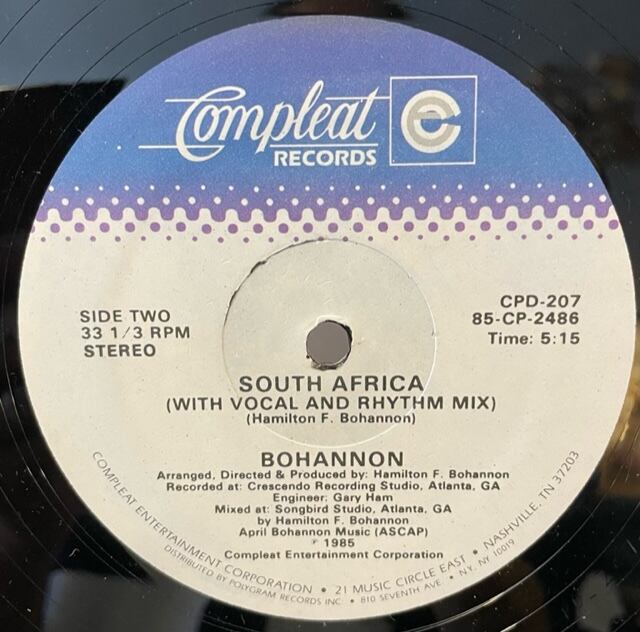 Compleat
RECORDS
SIDE TWO
33 1/3 RPM
STEREO
CPD-207
85-CP-2486
Time: 5:15
SOUTH AFRICA
(WITH VOCAL AND RHYTHM MIX)
(Hamilton F. Bohannon)
BOHANNON
Arranged, Directed & Produced by: Hamilton F. Bohannon
Recorded at: Crescendo Recording Studio, Atlanta, GA
Engineer: Gary Ham
Mixed at: Songbird Studio, Atlanta, GA
by Hamilton F. Bohannon
April Bohannon Music (ASCAP)
℗ 1985
Compleat Entertainment Corporation
COMPLEAT ENTERTAINMENT CORPORATION • 21 MUSIC CIRCLE EAST • NASHVILLE, TN 37203
DISTRIBUTED BY POLYGRAM RECORDS INC. • 810 SEVENTH AVE. • N.Y. NY 10019